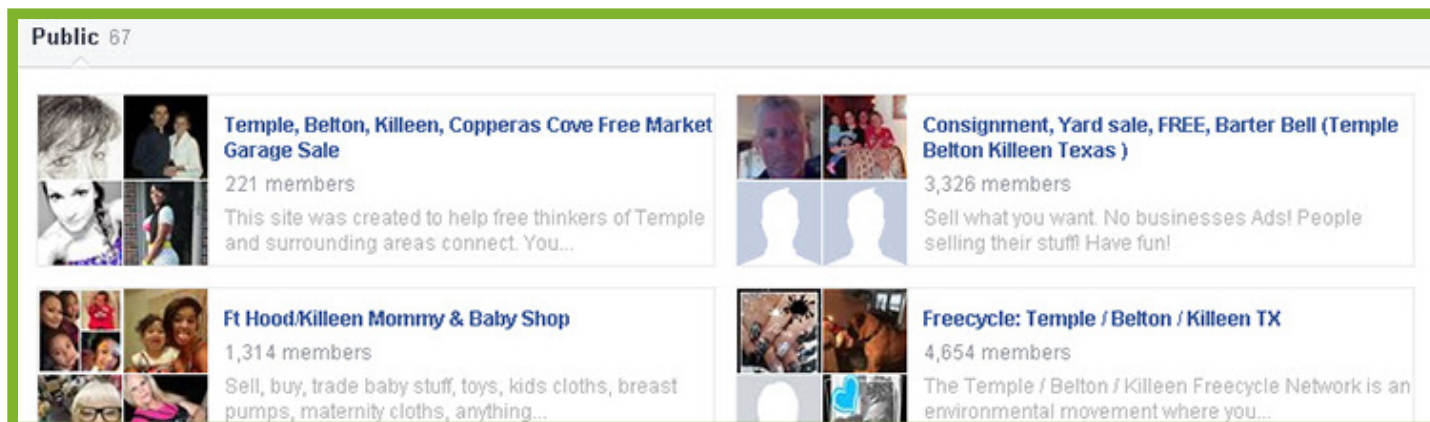 Public 67
Temple, Belton, Killeen, Copperas Cove Free Market
Garage Sale
221 members
This site was created to help free thinkers of Temple
and surrounding areas connect. You...
Consignment, Yard sale, FREE, Barter Bell (Temple
Belton Killeen Texas )
3,326 members
Sell what you want. No businesses Ads! People
selling their stuff! Have fun!
Ft Hood/Killeen Mommy & Baby Shop
1,314 members
Sell, buy, trade baby stuff, toys, kids cloths, breast
pumps, maternity cloths, anything...
Freecycle: Temple / Belton / Killeen TX
4,654 members
The Temple / Belton / Killeen Freecycle Network is an
environmental movement where you...